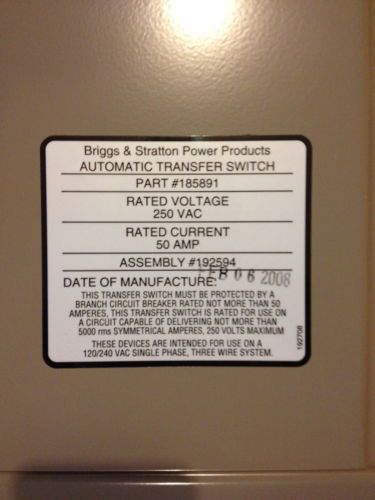 Briggs & Stratton Power Products
AUTOMATIC TRANSFER SWITCH
PART #185891
RATED VOLTAGE
250 VAC
RATED CURRENT
50 AMP
ASSEMBLY #192594
DATE OF MANUFACTURE: FEB 06 2008
THIS TRANSFER SWITCH MUST BE PROTECTED BY A
BRANCH CIRCUIT BREAKER RATED NOT MORE THAN 50
AMPERES, THIS TRANSFER SWITCH IS RATED FOR USE ON
A CIRCUIT CAPABLE OF DELIVERING NOT MORE THAN
5000 rms SYMMETRICAL AMPERES, 250 VOLTS MAXIMUM
THESE DEVICES ARE INTENDED FOR USE ON A
120/240 VAC SINGLE PHASE, THREE WIRE SYSTEM.
192708